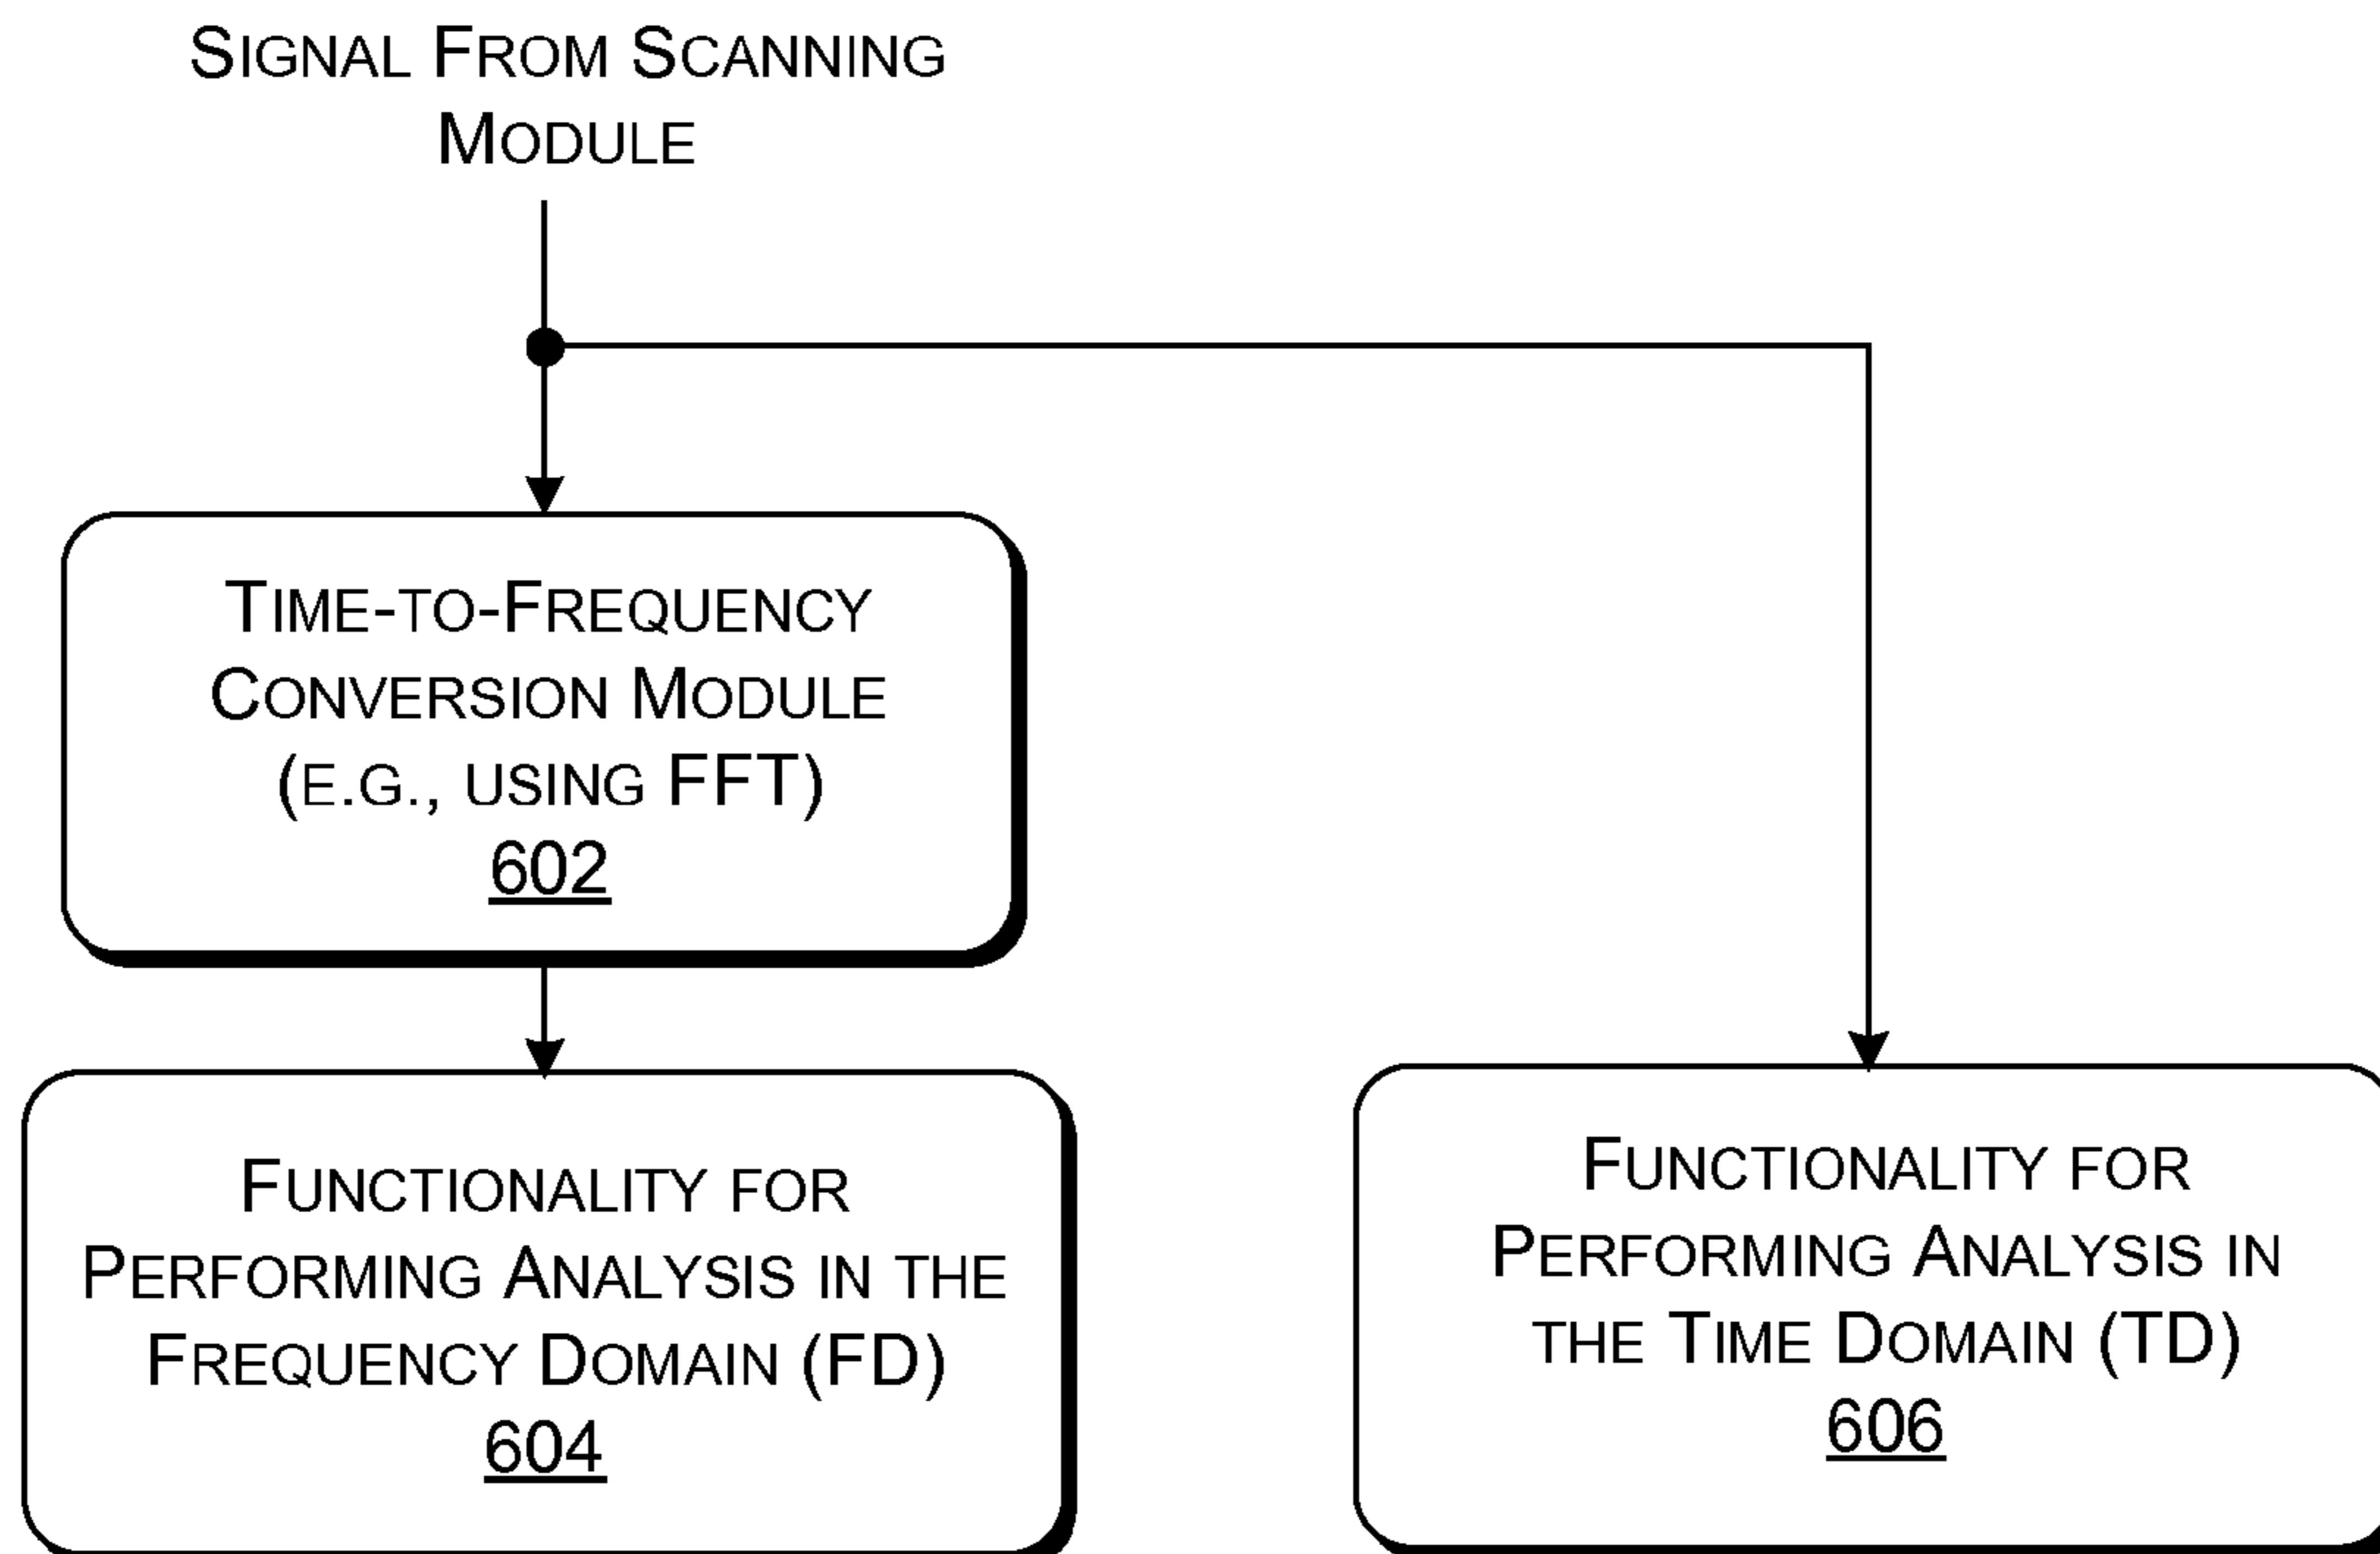 SIGNAL FROM SCANNING
MODULE
TIME-TO-FREQUENCY
CONVERSION MODULE
(E.G., USING FFT)
602
FUNCTIONALITY FOR
PERFORMING ANALYSIS IN THE
FREQUENCY DOMAIN (FD)
604
FUNCTIONALITY FOR
PERFORMING ANALYSIS IN
THE TIME DOMAIN (TD)
606